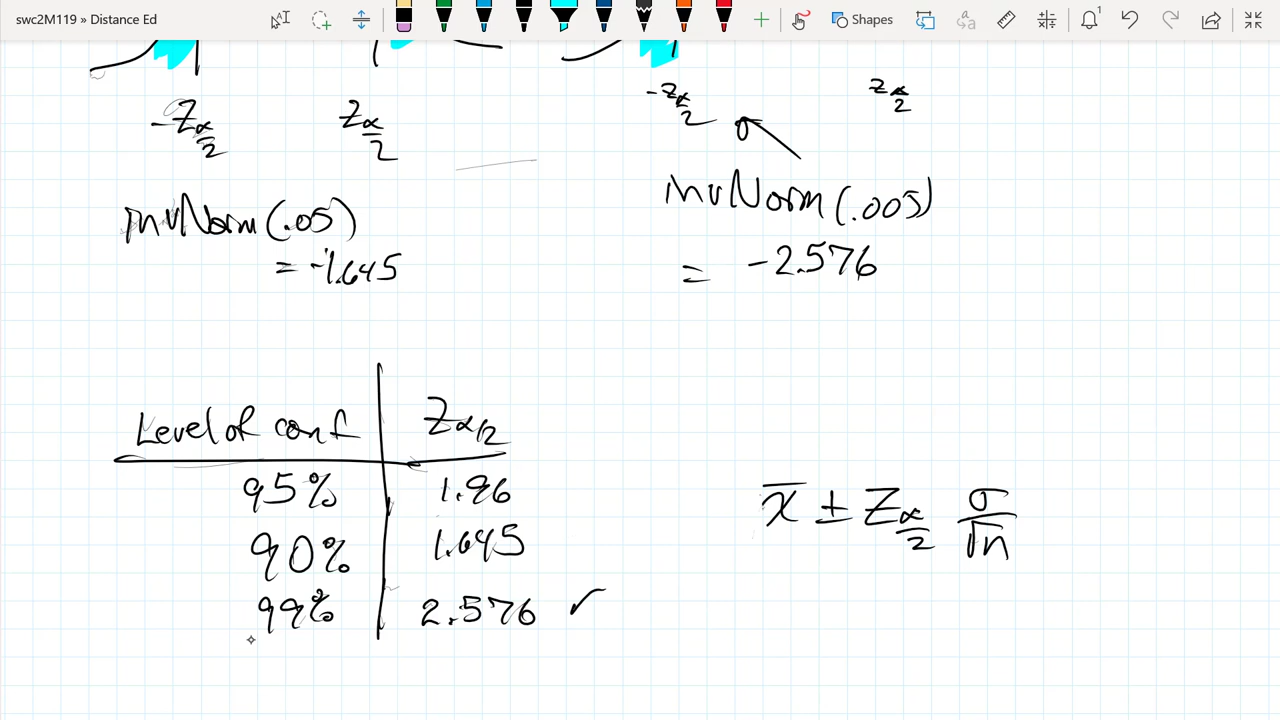 swc2M119 » Distance Ed
Shapes
-Zα/2 Zα/2
-Zα/2 Zα/2
invNorm(.05)
= -1.645
invNorm(.005)
= -2.576
Level of conf Zα/2
95% 1.96
90% 1.645
99% 2.576 ✓
x̄ ± Zα/2 σ/√n